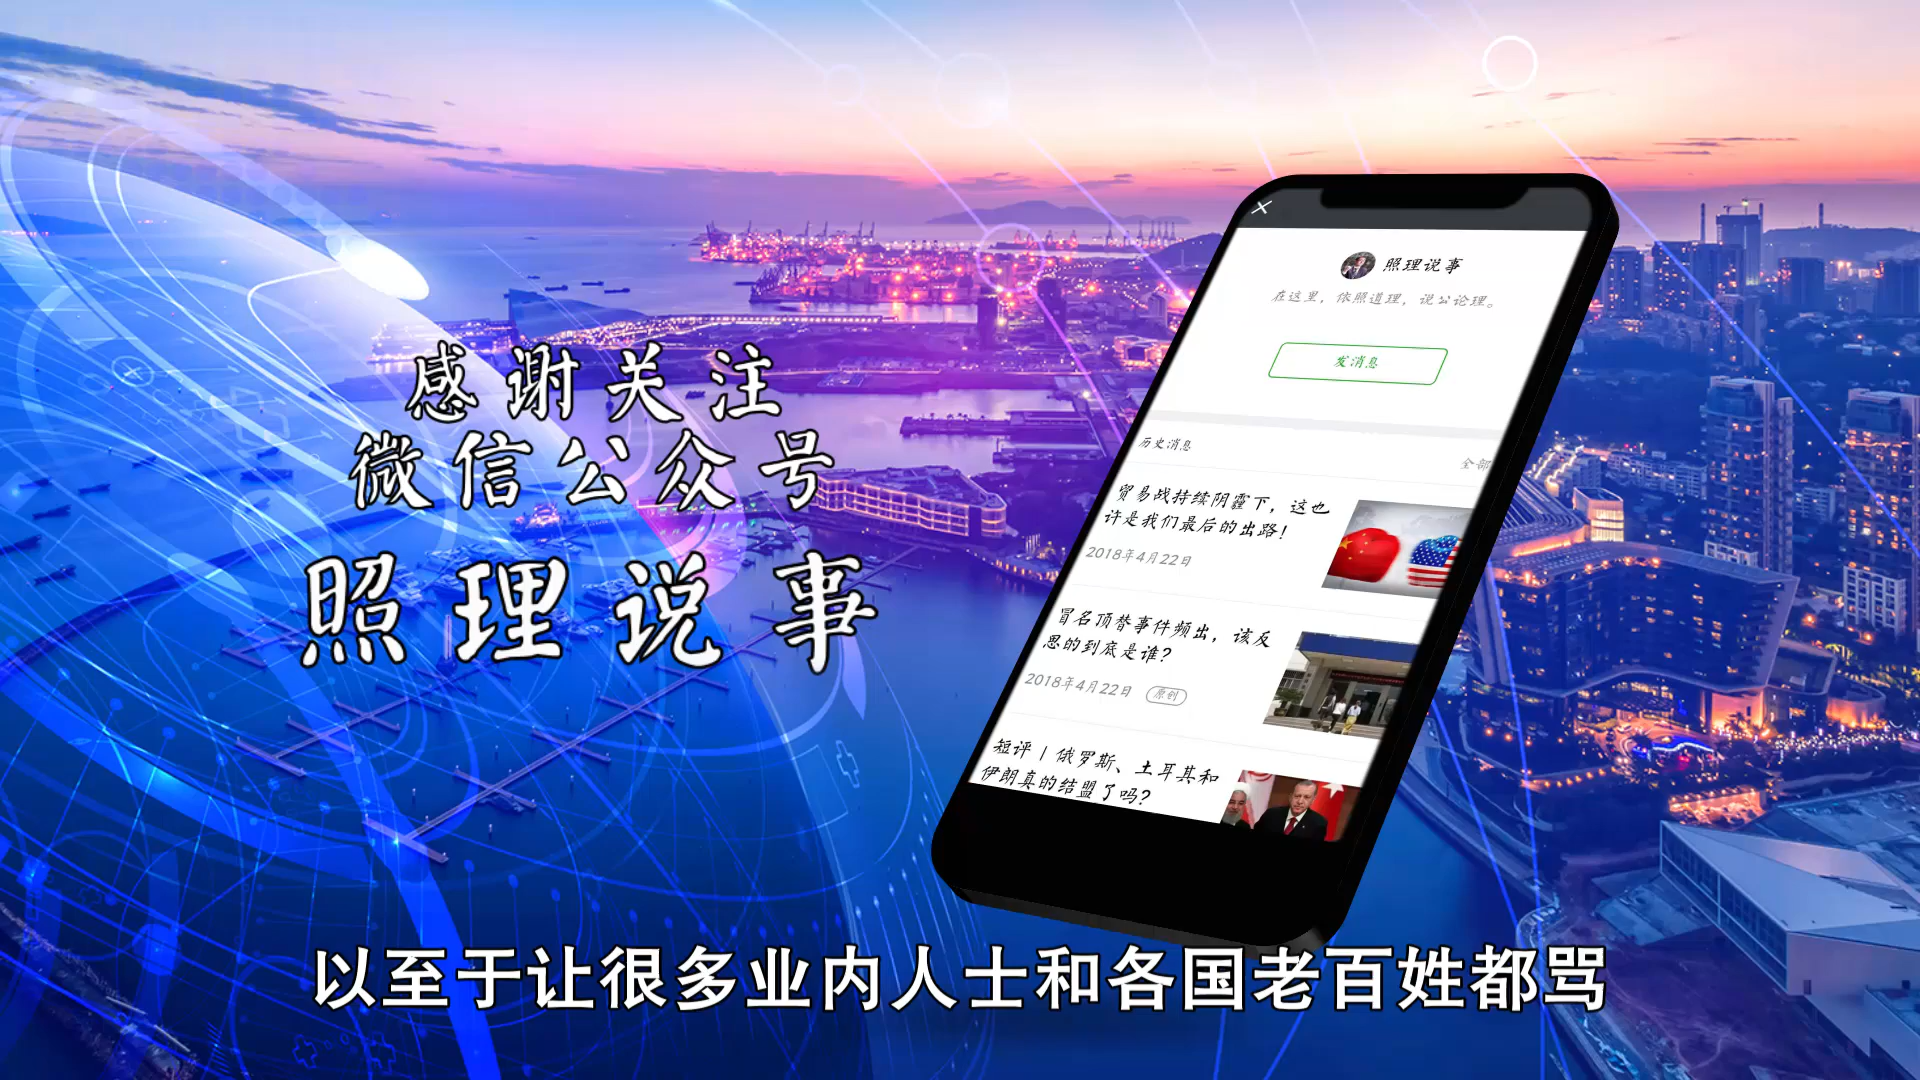 感谢关注
微信公众号
照理说事
照理说事
在这里，依照道理，说公论理。
发消息
历史消息
全部
贸易战持续阴霾下，这也
许是我们最后的出路！
2018年4月22日
冒名顶替事件频出，该反
思的到底是谁？
2018年4月22日 原创
短评 | 俄罗斯、土耳其和
伊朗真的结盟了吗？
以至于让很多业内人士和各国老百姓都骂